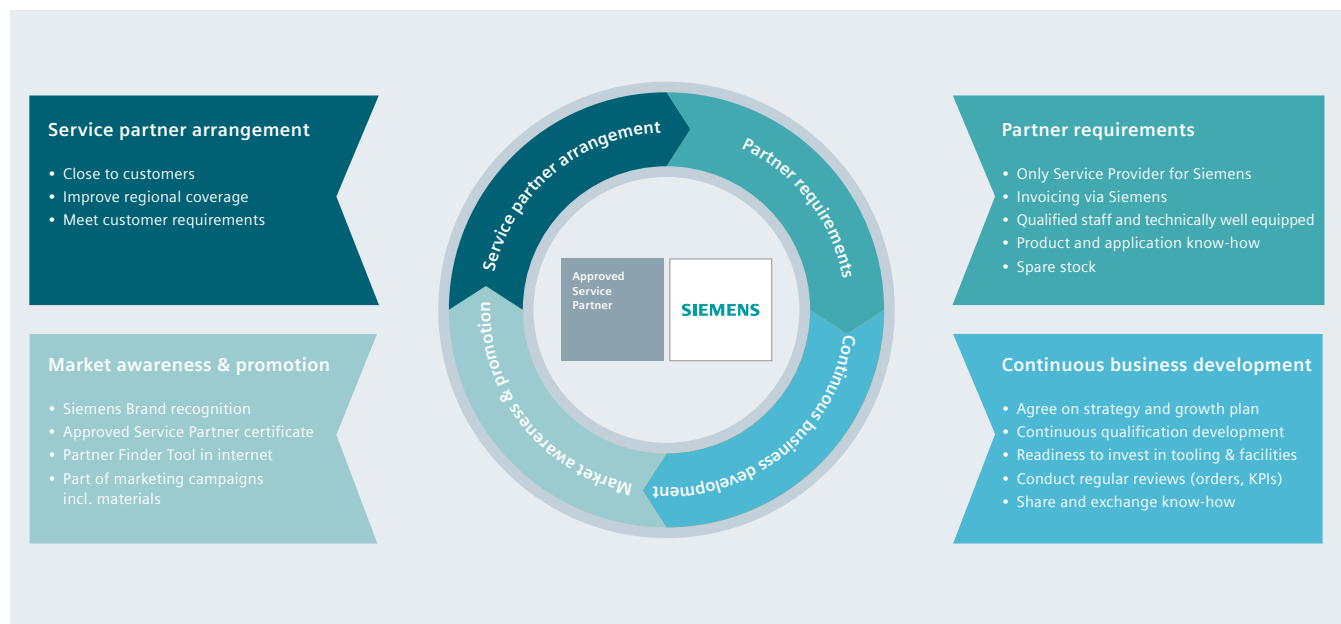 Service partner arrangement
• Close to customers
• Improve regional coverage
• Meet customer requirements
Market awareness & promotion
• Siemens Brand recognition
• Approved Service Partner certificate
• Partner Finder Tool in internet
• Part of marketing campaigns
incl. materials
Service partner arrangement
Partner requirements
Continuous business development
Market awareness & promotion
Approved
Service
Partner
SIEMENS
Partner requirements
• Only Service Provider for Siemens
• Invoicing via Siemens
• Qualified staff and technically well equipped
• Product and application know-how
• Spare stock
Continuous business development
• Agree on strategy and growth plan
• Continuous qualification development
• Readiness to invest in tooling & facilities
• Conduct regular reviews (orders, KPIs)
• Share and exchange know-how